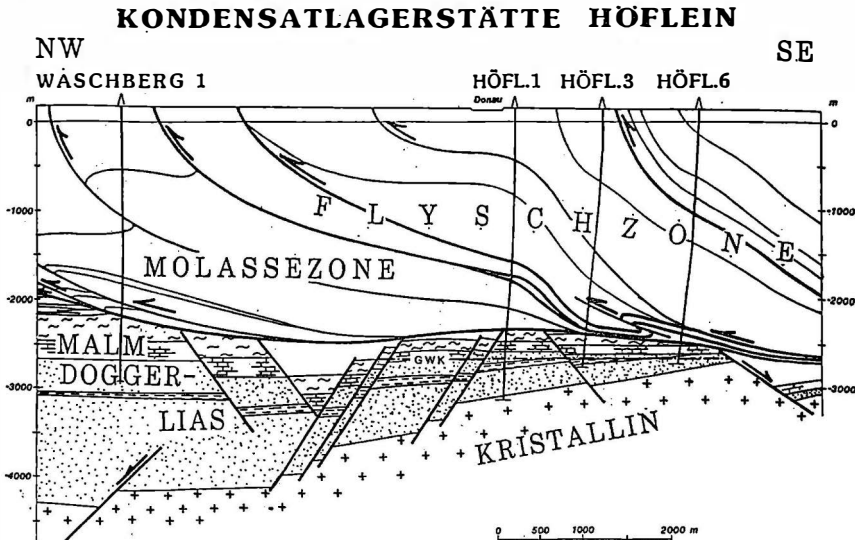 KONDENSATLAGERSTÄTTE HÖFLEIN
NW SE
WASCHBERG 1 HÖFL.1 HÖFL.3 HÖFL.6
m Donau m
0 0
-1000 -1000
FLYSCHZONE
MOLASSEZONE
-2000 -2000
MALM GWK
DOGGER-
-3000 -3000
LIAS
KRISTALLIN
-4000
0 500 1000 2000 m